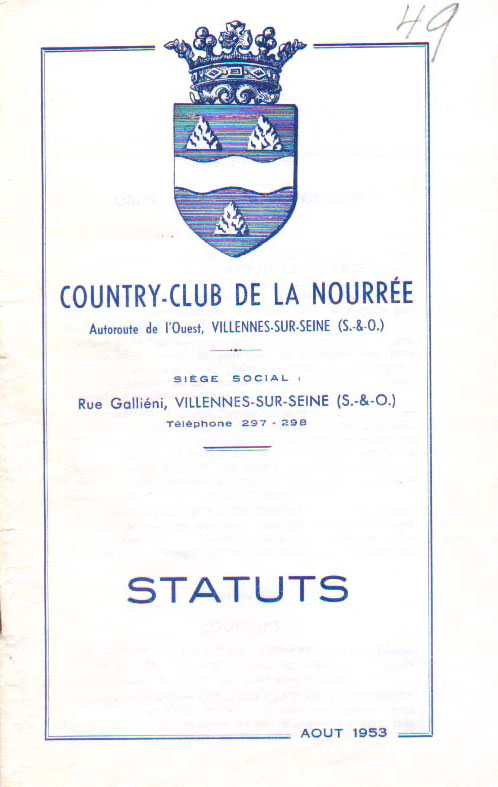 49
COUNTRY-CLUB DE LA NOURRÉE
Autoroute de l'Ouest, VILLENNES-SUR-SEINE (S.-&-O.)
SIÈGE SOCIAL :
Rue Galliéni, VILLENNES-SUR-SEINE (S.-&-O.)
Téléphone 297 - 298
STATUTS
AOUT 1953